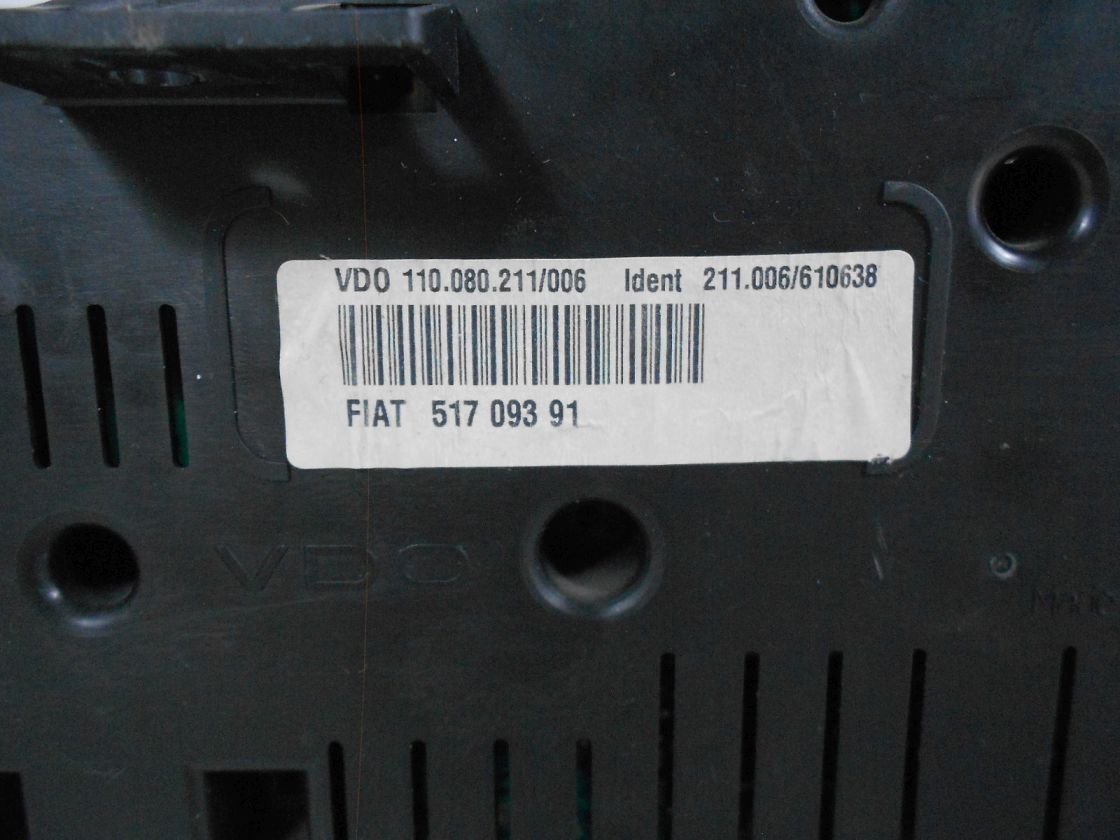 VDO 110.080.211/006 Ident 211.006/610638
FIAT 517 093 91
VDO